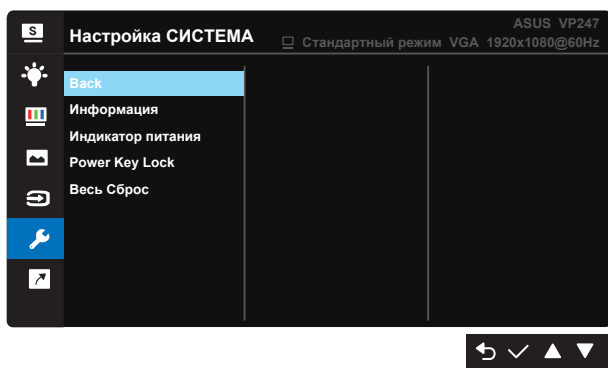 S
ASUS VP247
Настройка СИСТЕМА
Стандартный режим VGA 1920x1080@60Hz
Back
Информация
Индикатор питания
Power Key Lock
Весь Сброс